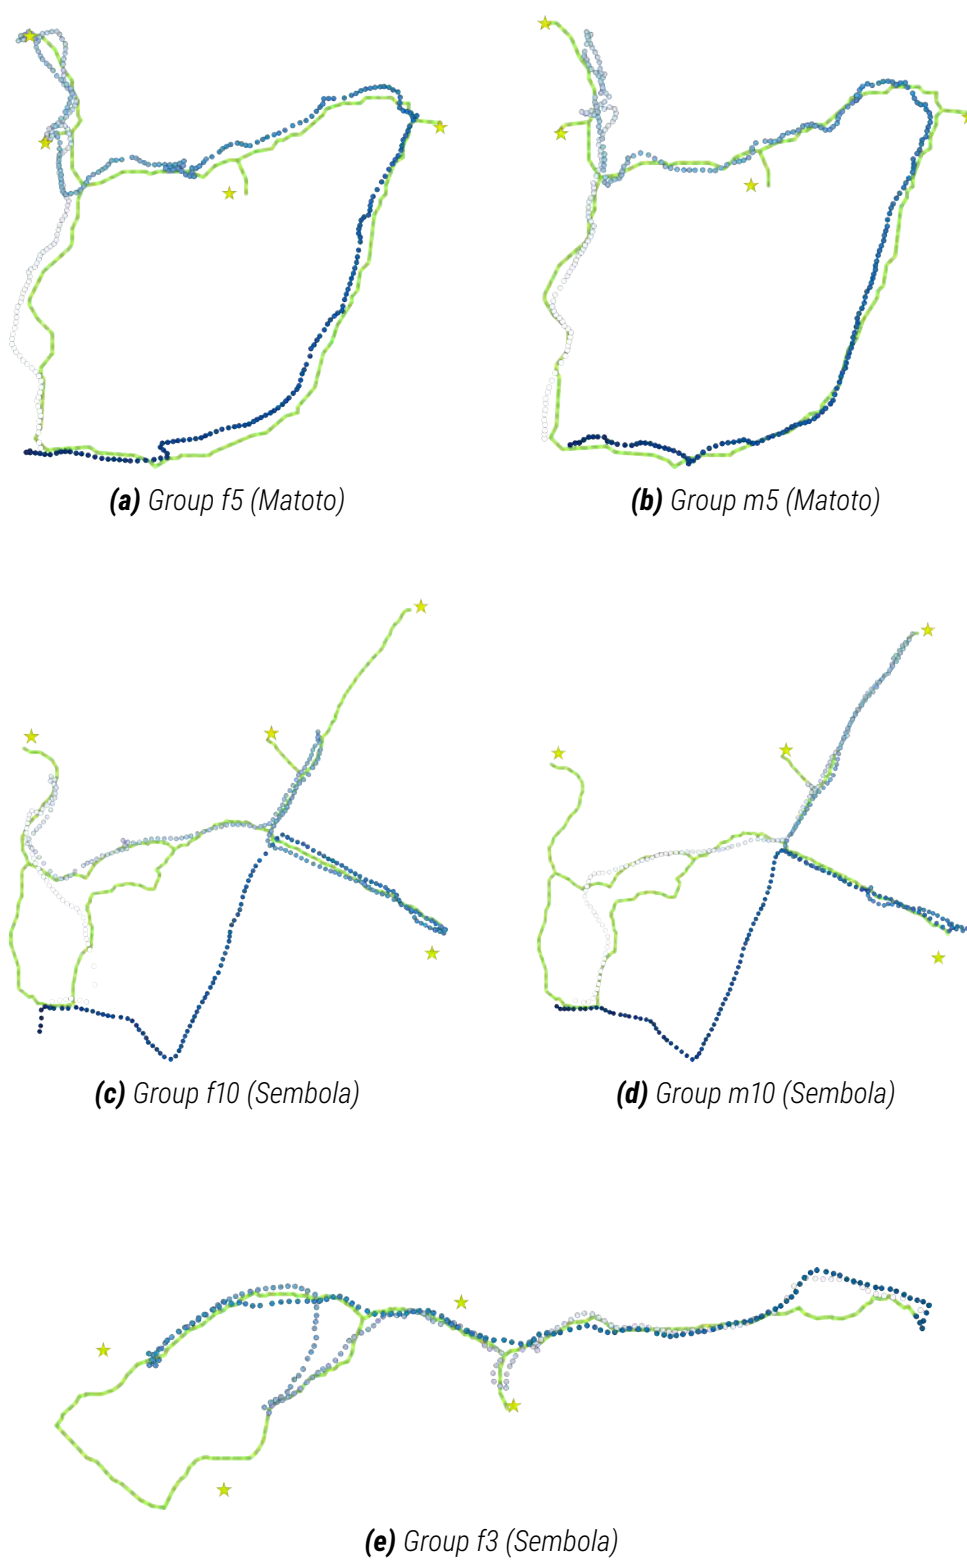 (a) Group f5 (Matoto)
(b) Group m5 (Matoto)
(c) Group f10 (Sembola)
(d) Group m10 (Sembola)
(e) Group f3 (Sembola)